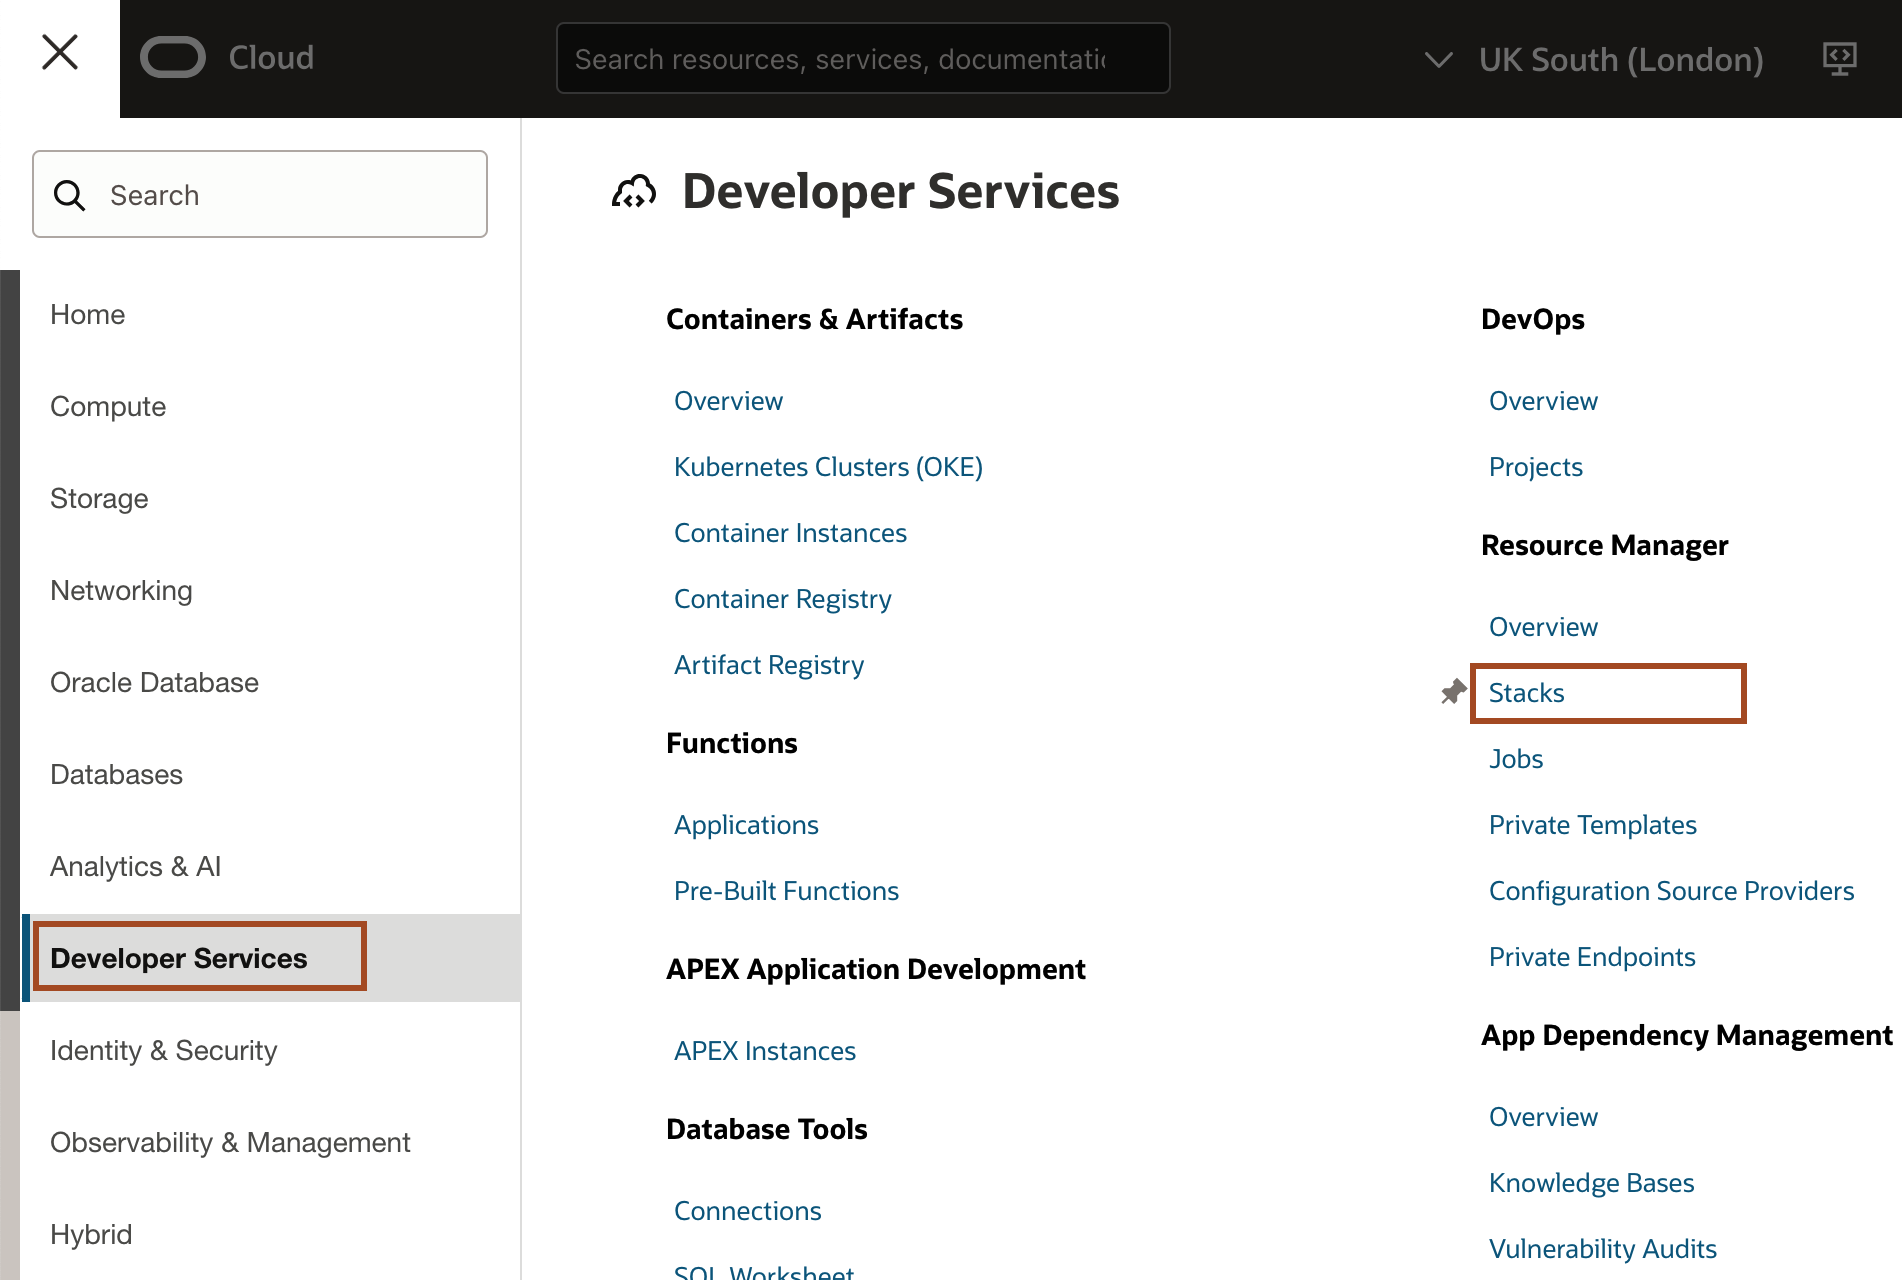 Cloud
Search resources, services, documentatic
UK South (London)
Search
Home
Compute
Storage
Networking
Oracle Database
Databases
Analytics & AI
Developer Services
Identity & Security
Observability & Management
Hybrid
Developer Services
Containers & Artifacts
Overview
Kubernetes Clusters (OKE)
Container Instances
Container Registry
Artifact Registry
Functions
Applications
Pre-Built Functions
APEX Application Development
APEX Instances
Database Tools
Connections
SQL Worksheet
DevOps
Overview
Projects
Resource Manager
Overview
Stacks
Jobs
Private Templates
Configuration Source Providers
Private Endpoints
App Dependency Management
Overview
Knowledge Bases
Vulnerability Audits